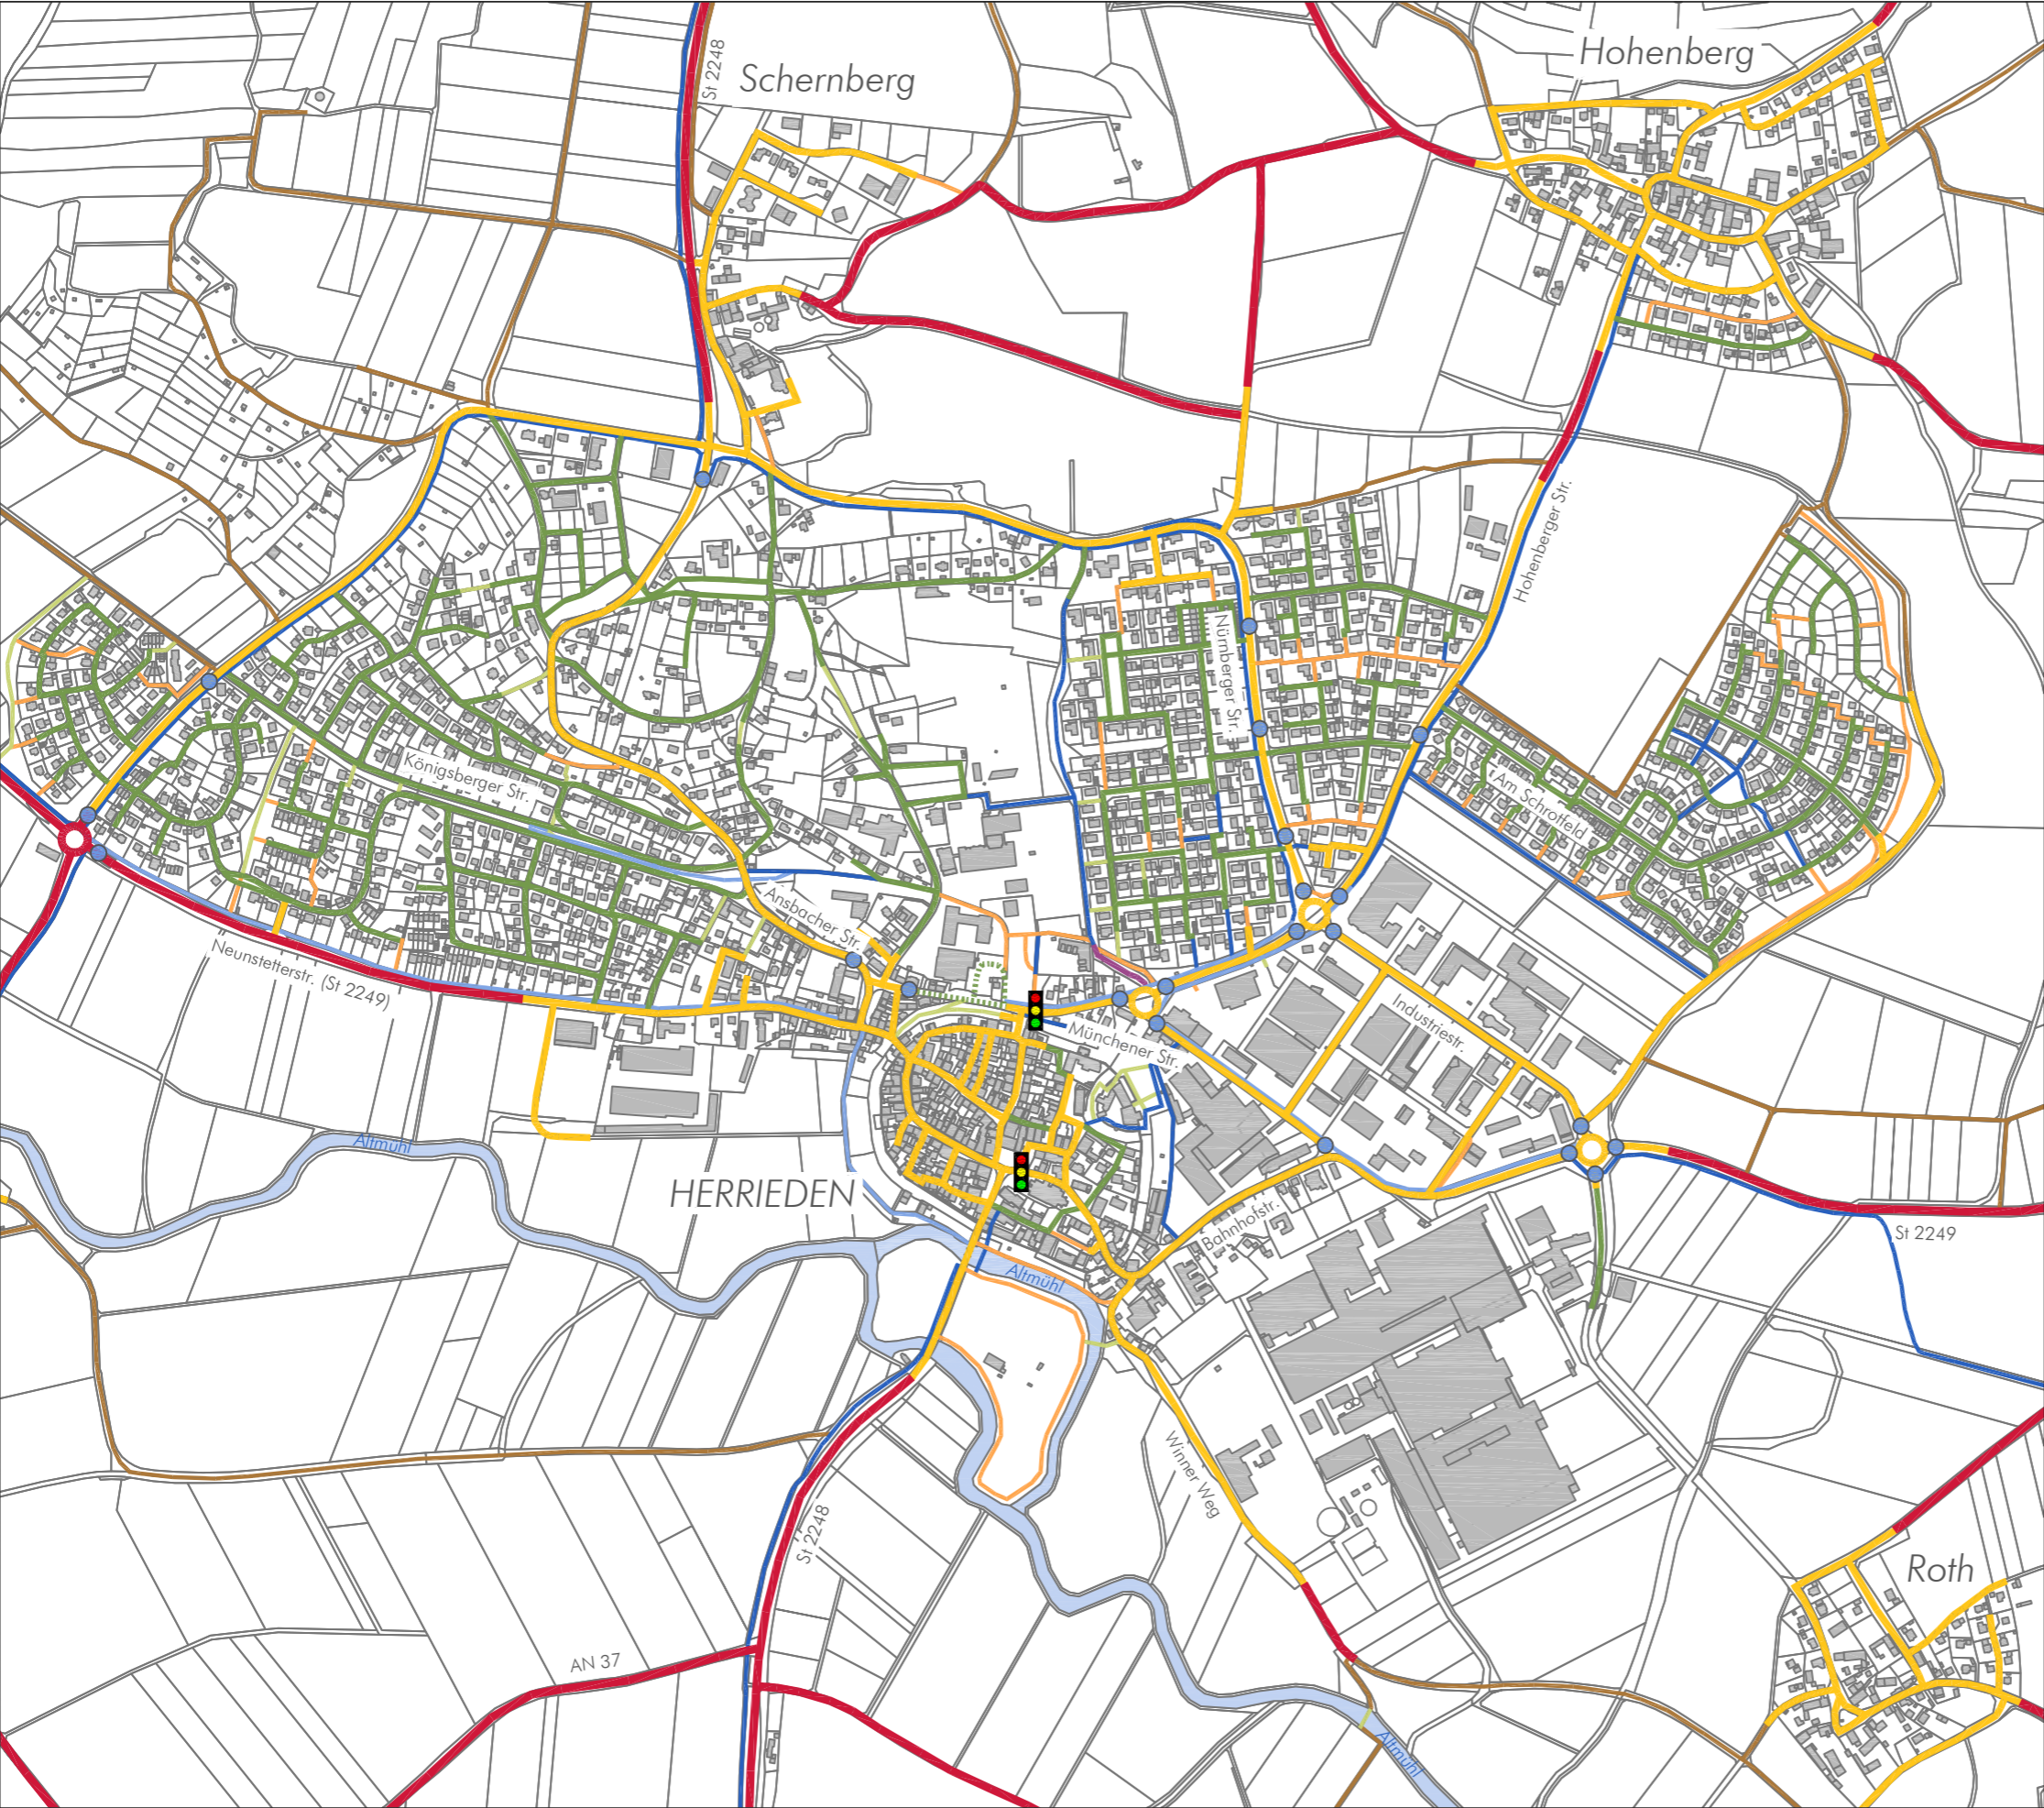 Hohenberg
St 2248
Schernberg
Hohenberger Str.
Nürnberger Str.
Königsberger Str.
Am Schrotfeld
Ansbacher Str.
Neunstetterstr. (St 2249)
Industriestr.
Münchener Str.
Altmühl
HERRIEDEN
Bahnhofstr.
St 2249
Altmühl
Winner Weg
St 2248
Roth
AN 37
Altmühl